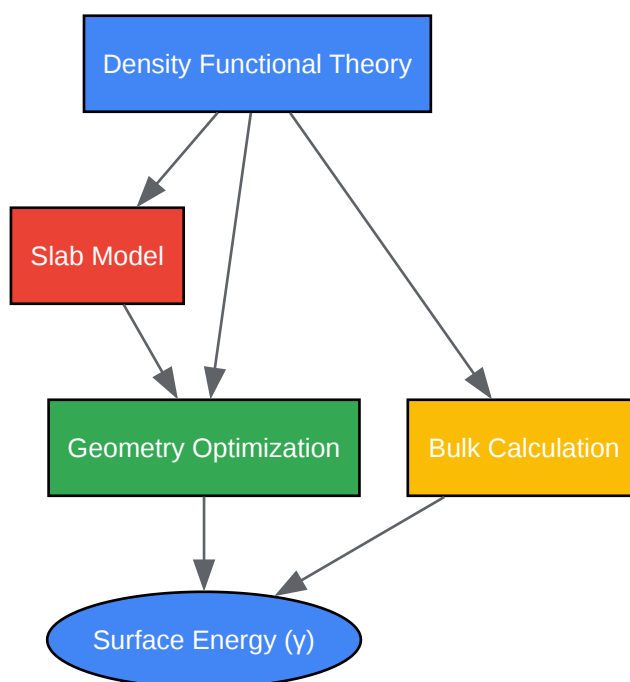 Density Functional Theory
Slab Model
Geometry Optimization
Bulk Calculation
Surface Energy (γ)